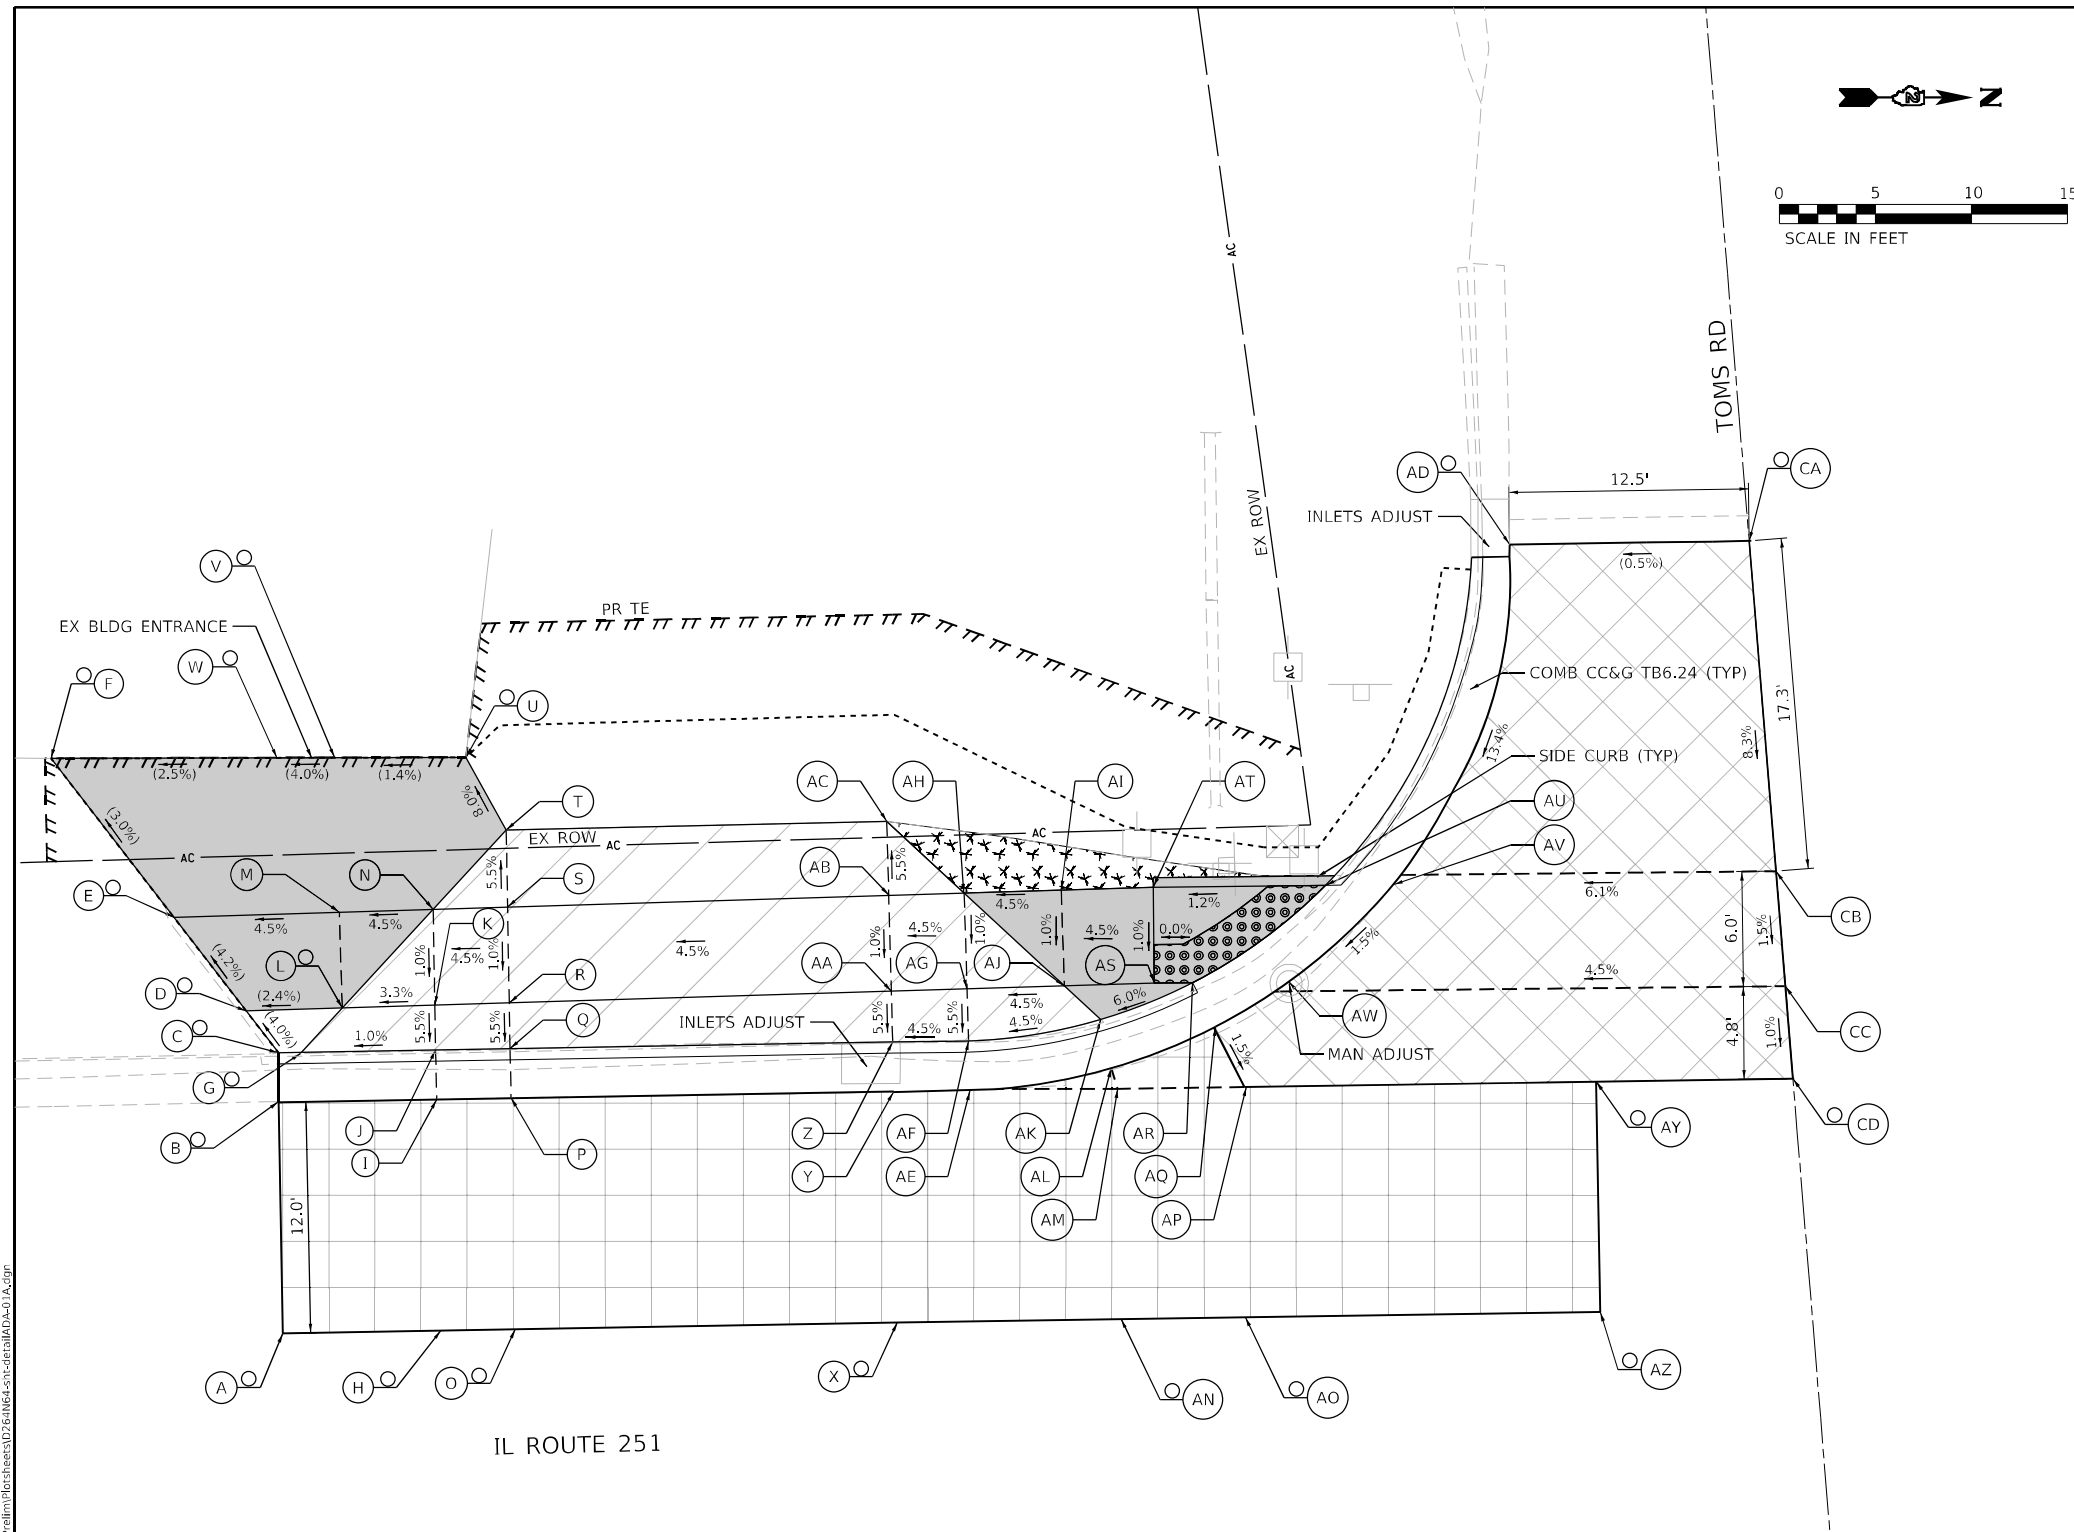 N
0 5 10 15
SCALE IN FEET
AC
TOMS RD
EX ROW
AD
CA
12.5'
INLETS ADJUST
(0.5%)
V
EX BLDG ENTRANCE
W
F
U
PR TE
AC
COMB CC&G TB6.24 (TYP)
17.3'
13.4%
8.3%
SIDE CURB (TYP)
(2.5%) (4.0%) (1.4%)
8.0%
(3.0%)
T
AC
AH
AI
AT
AU
AV
EX ROW
AC
AC
AC
M
N
S
AB
5.5%
5.5%
E
4.5%
4.5%
4.5%
1.2%
6.1%
CB
K
1.0%
4.5%
1.0%
4.5%
1.0%
4.5%
1.0%
1.0%
4.5%
1.0%
0.0%
1.5%
6.0'
1.5%
(4.2%)
L
R
AA
AG
AJ
AS
4.5%
D
(2.4%)
3.3%
4.5%
6.0%
AW
C
(4.0%)
1.0%
5.5%
5.5%
Q
INLETS ADJUST
5.5%
4.5%
5.5%
4.5%
1.5%
MAN ADJUST
4.8'
1.0%
CC
G
B
J
I
P
Z
Y
AF
AE
AK
AL
AM
AR
AQ
AP
AY
CD
12.0'
A
H
O
X
AN
AO
AZ
IL ROUTE 251
Prelim\Plotsheets\D264N64-sht-detailADA-01A.dgn